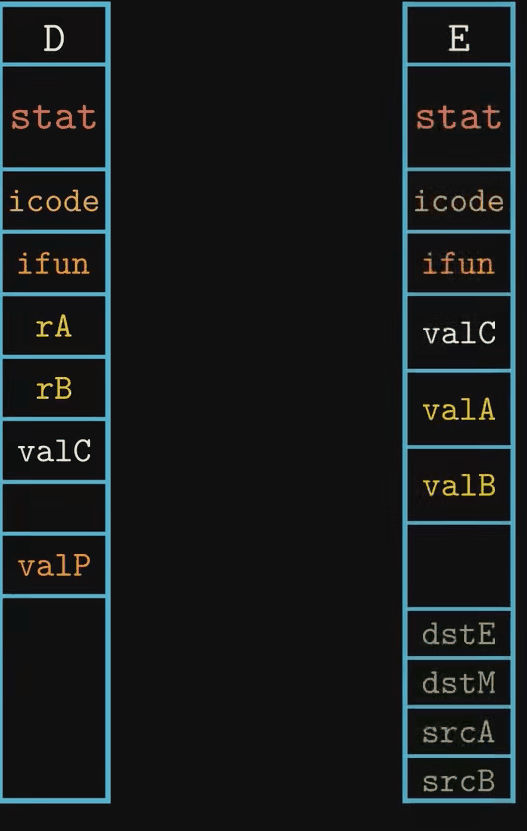 D
stat
icode
ifun
rA
rB
valC
valP
E
stat
icode
ifun
valC
valA
valB
dstE
dstM
srcA
srcB